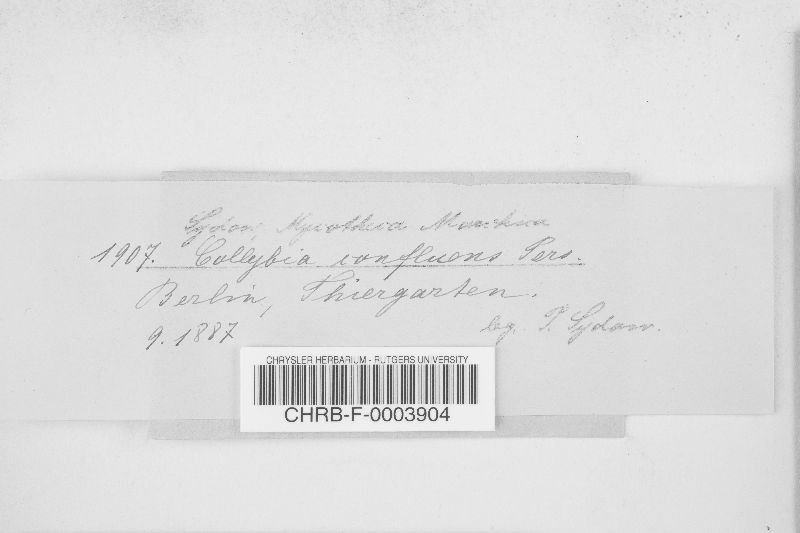 Sydow, Mycotheca Marchica
1907. Collybia confluens Pers.
Berlin, Thiergarten.
9. 1887 leg. P. Sydow.
CHRYSLER HERBARIUM - RUTGERS UNIVERSITY
CHRB-F-0003904